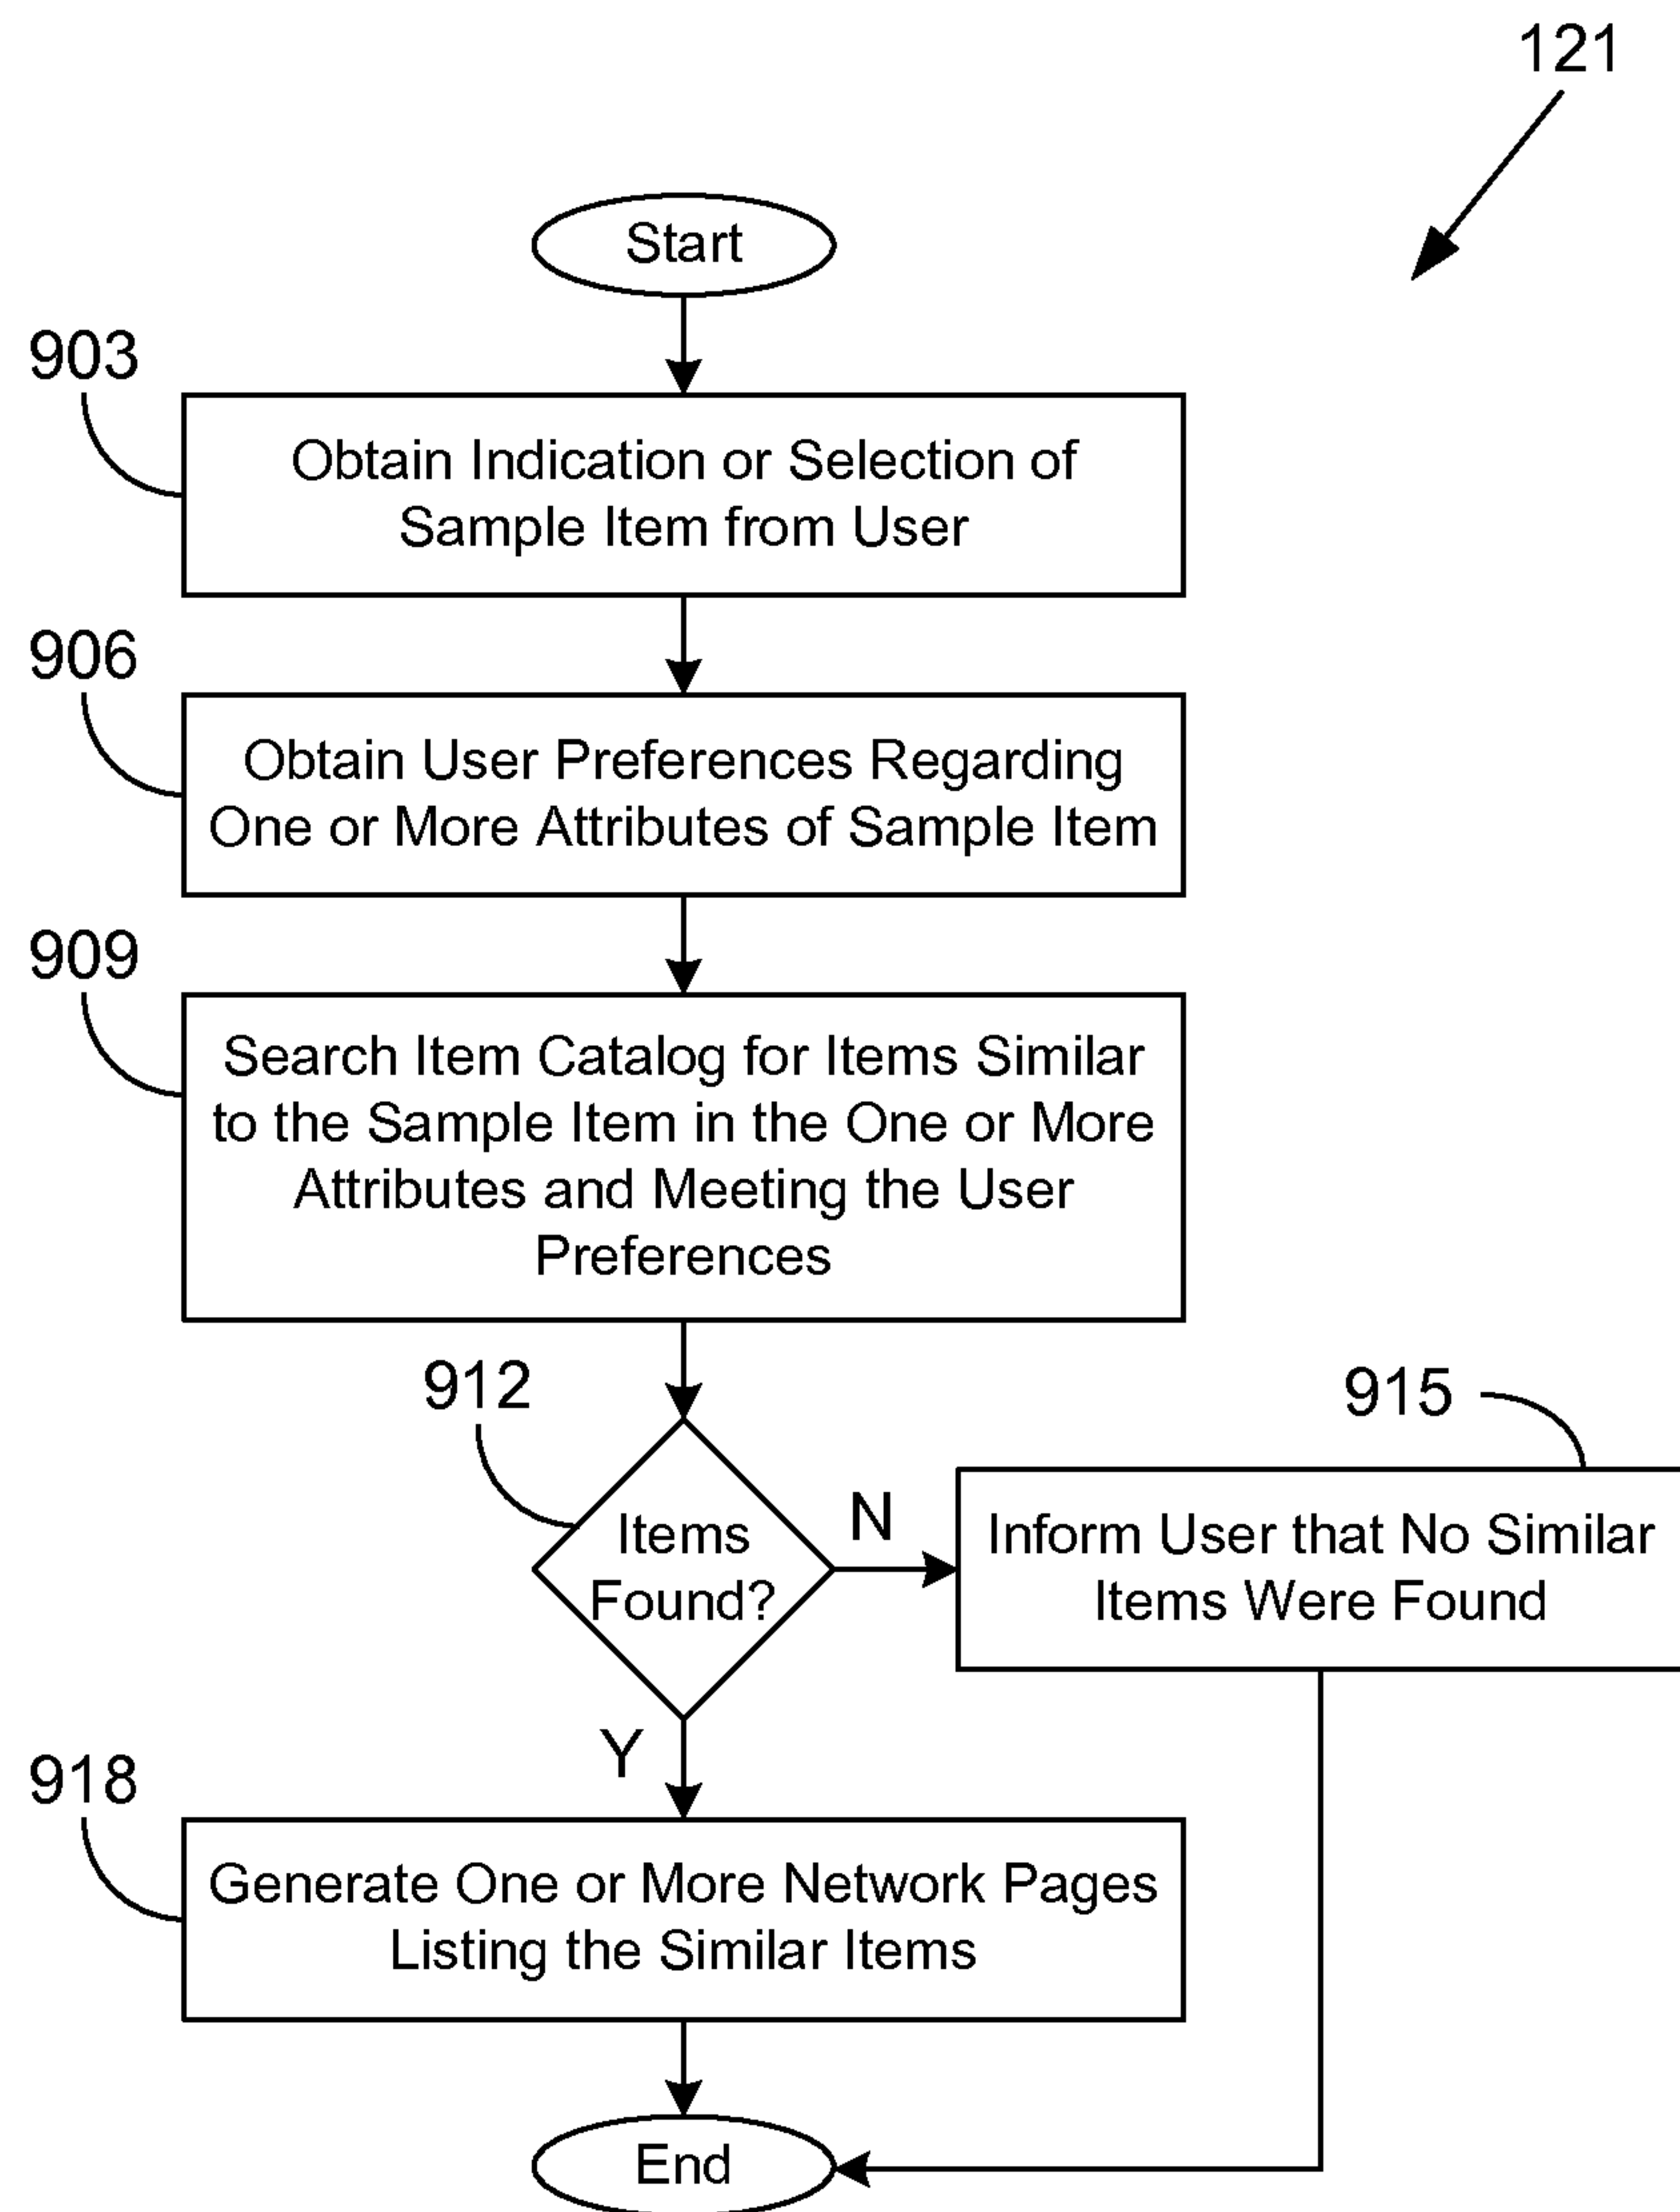 121
Start
903
Obtain Indication or Selection of
Sample Item from User
906
Obtain User Preferences Regarding
One or More Attributes of Sample Item
909
Search Item Catalog for Items Similar
to the Sample Item in the One or More
Attributes and Meeting the User
Preferences
912
915
Items
Found?
N
Inform User that No Similar
Items Were Found
Y
918
Generate One or More Network Pages
Listing the Similar Items
End